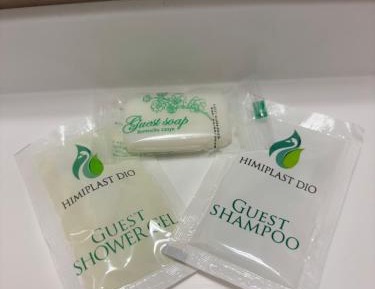 Guest soap
HIMIPLAST DIO
GUEST
SHOWER GEL
HIMIPLAST DIO
GUEST
SHAMPOO